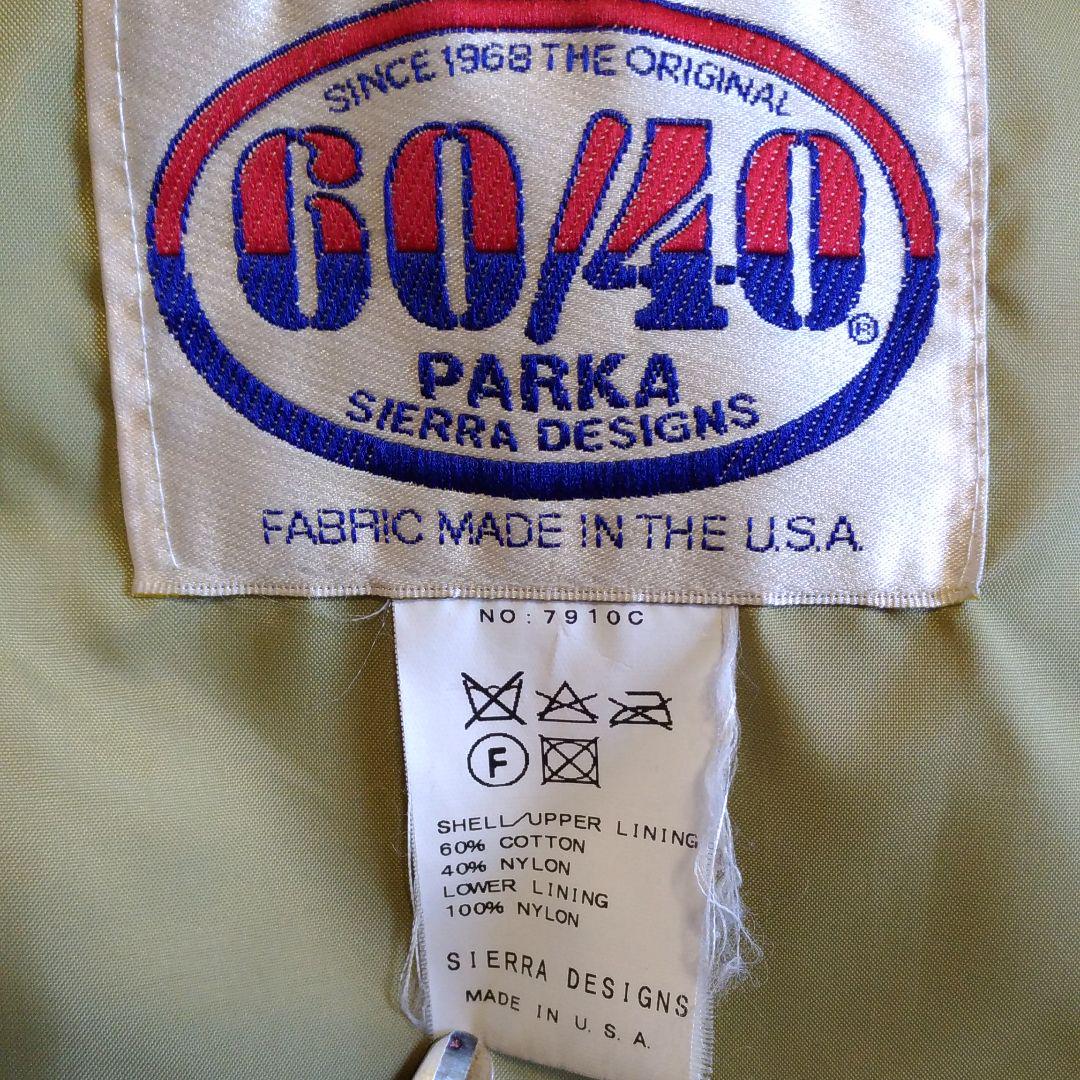 SINCE 1968 THE ORIGINAL
60/40
®
PARKA
SIERRA DESIGNS
FABRIC MADE IN THE U.S.A.
NO: 7910C
F
SHELL/UPPER LINING
60% COTTON
40% NYLON
LOWER LINING
100% NYLON
SIERRA DESIGNS
MADE IN U. S. A.